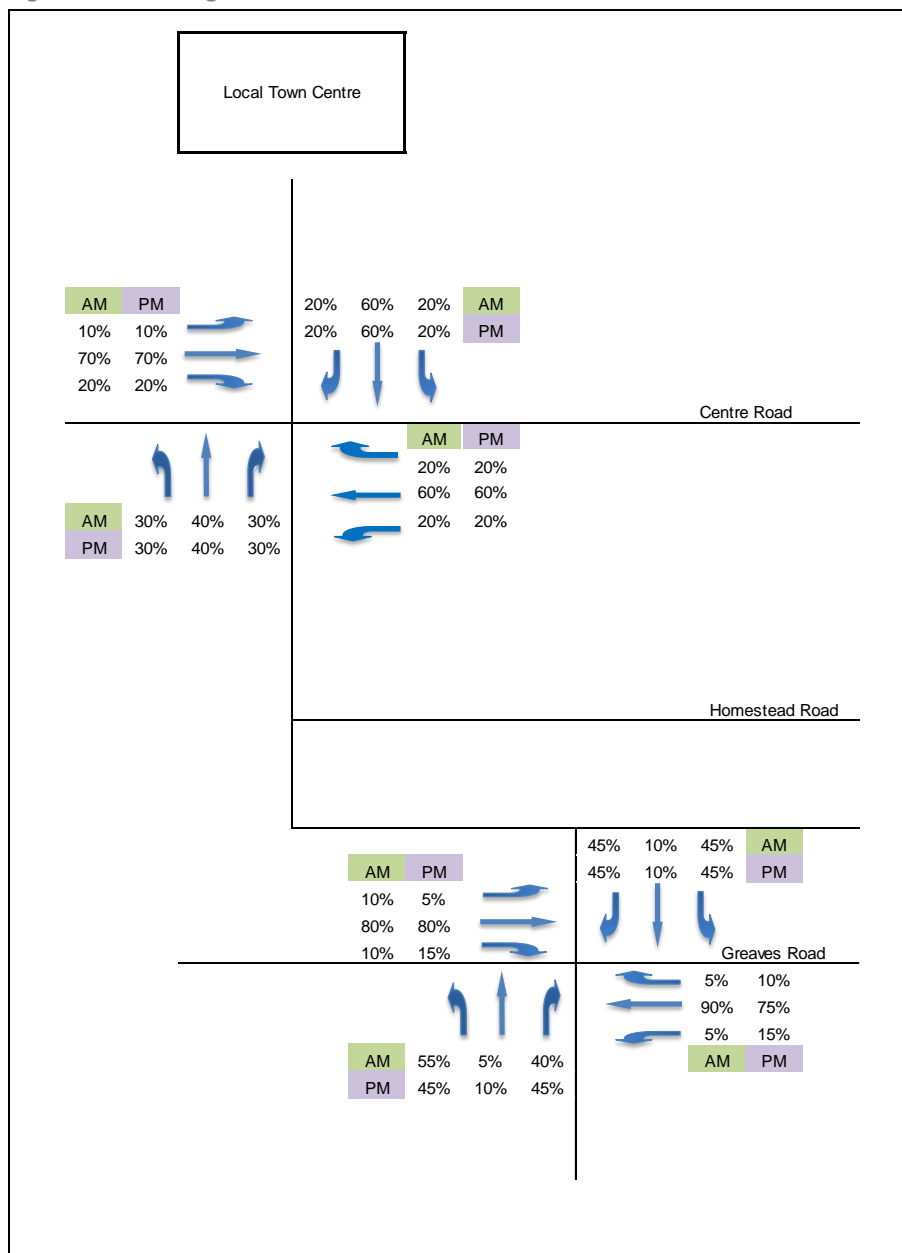 Local Town Centre
AM PM 20% 60% 20% AM
10% 10% 20% 60% 20% PM
70% 70%
20% 20%
Centre Road
AM PM
20% 20%
60% 60%
AM 30% 40% 30% 20% 20%
PM 30% 40% 30%
Homestead Road
45% 10% 45% AM
AM PM 45% 10% 45% PM
10% 5%
80% 80%
10% 15% Greaves Road
5% 10%
90% 75%
5% 15%
AM 55% 5% 40% AM PM
PM 45% 10% 45%